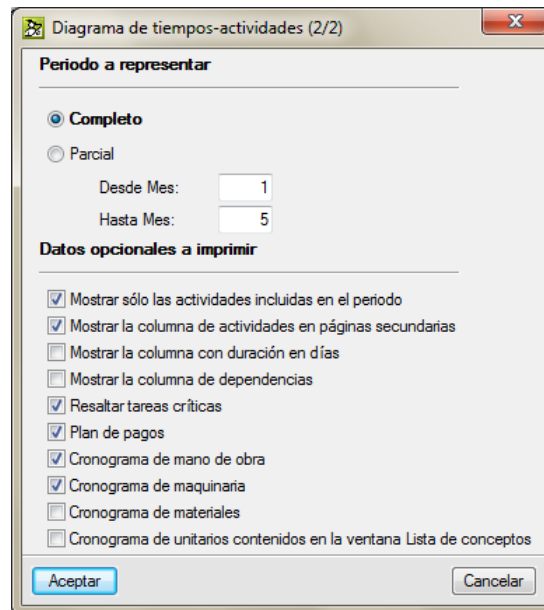 Diagrama de tiempos-actividades (2/2)
Periodo a representar
Completo
Parcial
Desde Mes: 1
Hasta Mes: 5
Datos opcionales a imprimir
Mostrar sólo las actividades incluidas en el periodo
Mostrar la columna de actividades en páginas secundarias
Mostrar la columna con duración en días
Mostrar la columna de dependencias
Resaltar tareas críticas
Plan de pagos
Cronograma de mano de obra
Cronograma de maquinaria
Cronograma de materiales
Cronograma de unitarios contenidos en la ventana Lista de conceptos
Aceptar Cancelar